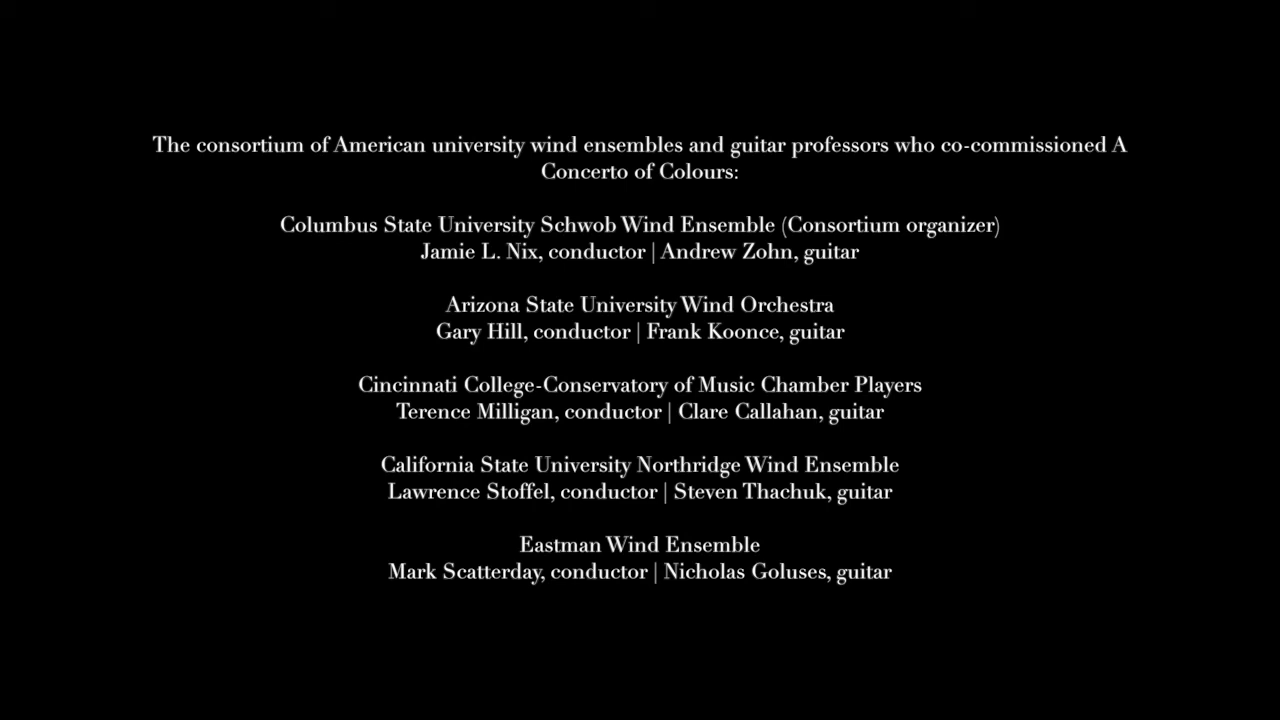 The consortium of American university wind ensembles and guitar professors who co-commissioned A
Concerto of Colours:
Columbus State University Schwob Wind Ensemble (Consortium organizer)
Jamie L. Nix, conductor | Andrew Zohn, guitar
Arizona State University Wind Orchestra
Gary Hill, conductor | Frank Koonce, guitar
Cincinnati College-Conservatory of Music Chamber Players
Terence Milligan, conductor | Clare Callahan, guitar
California State University Northridge Wind Ensemble
Lawrence Stoffel, conductor | Steven Thachuk, guitar
Eastman Wind Ensemble
Mark Scatterday, conductor | Nicholas Goluses, guitar